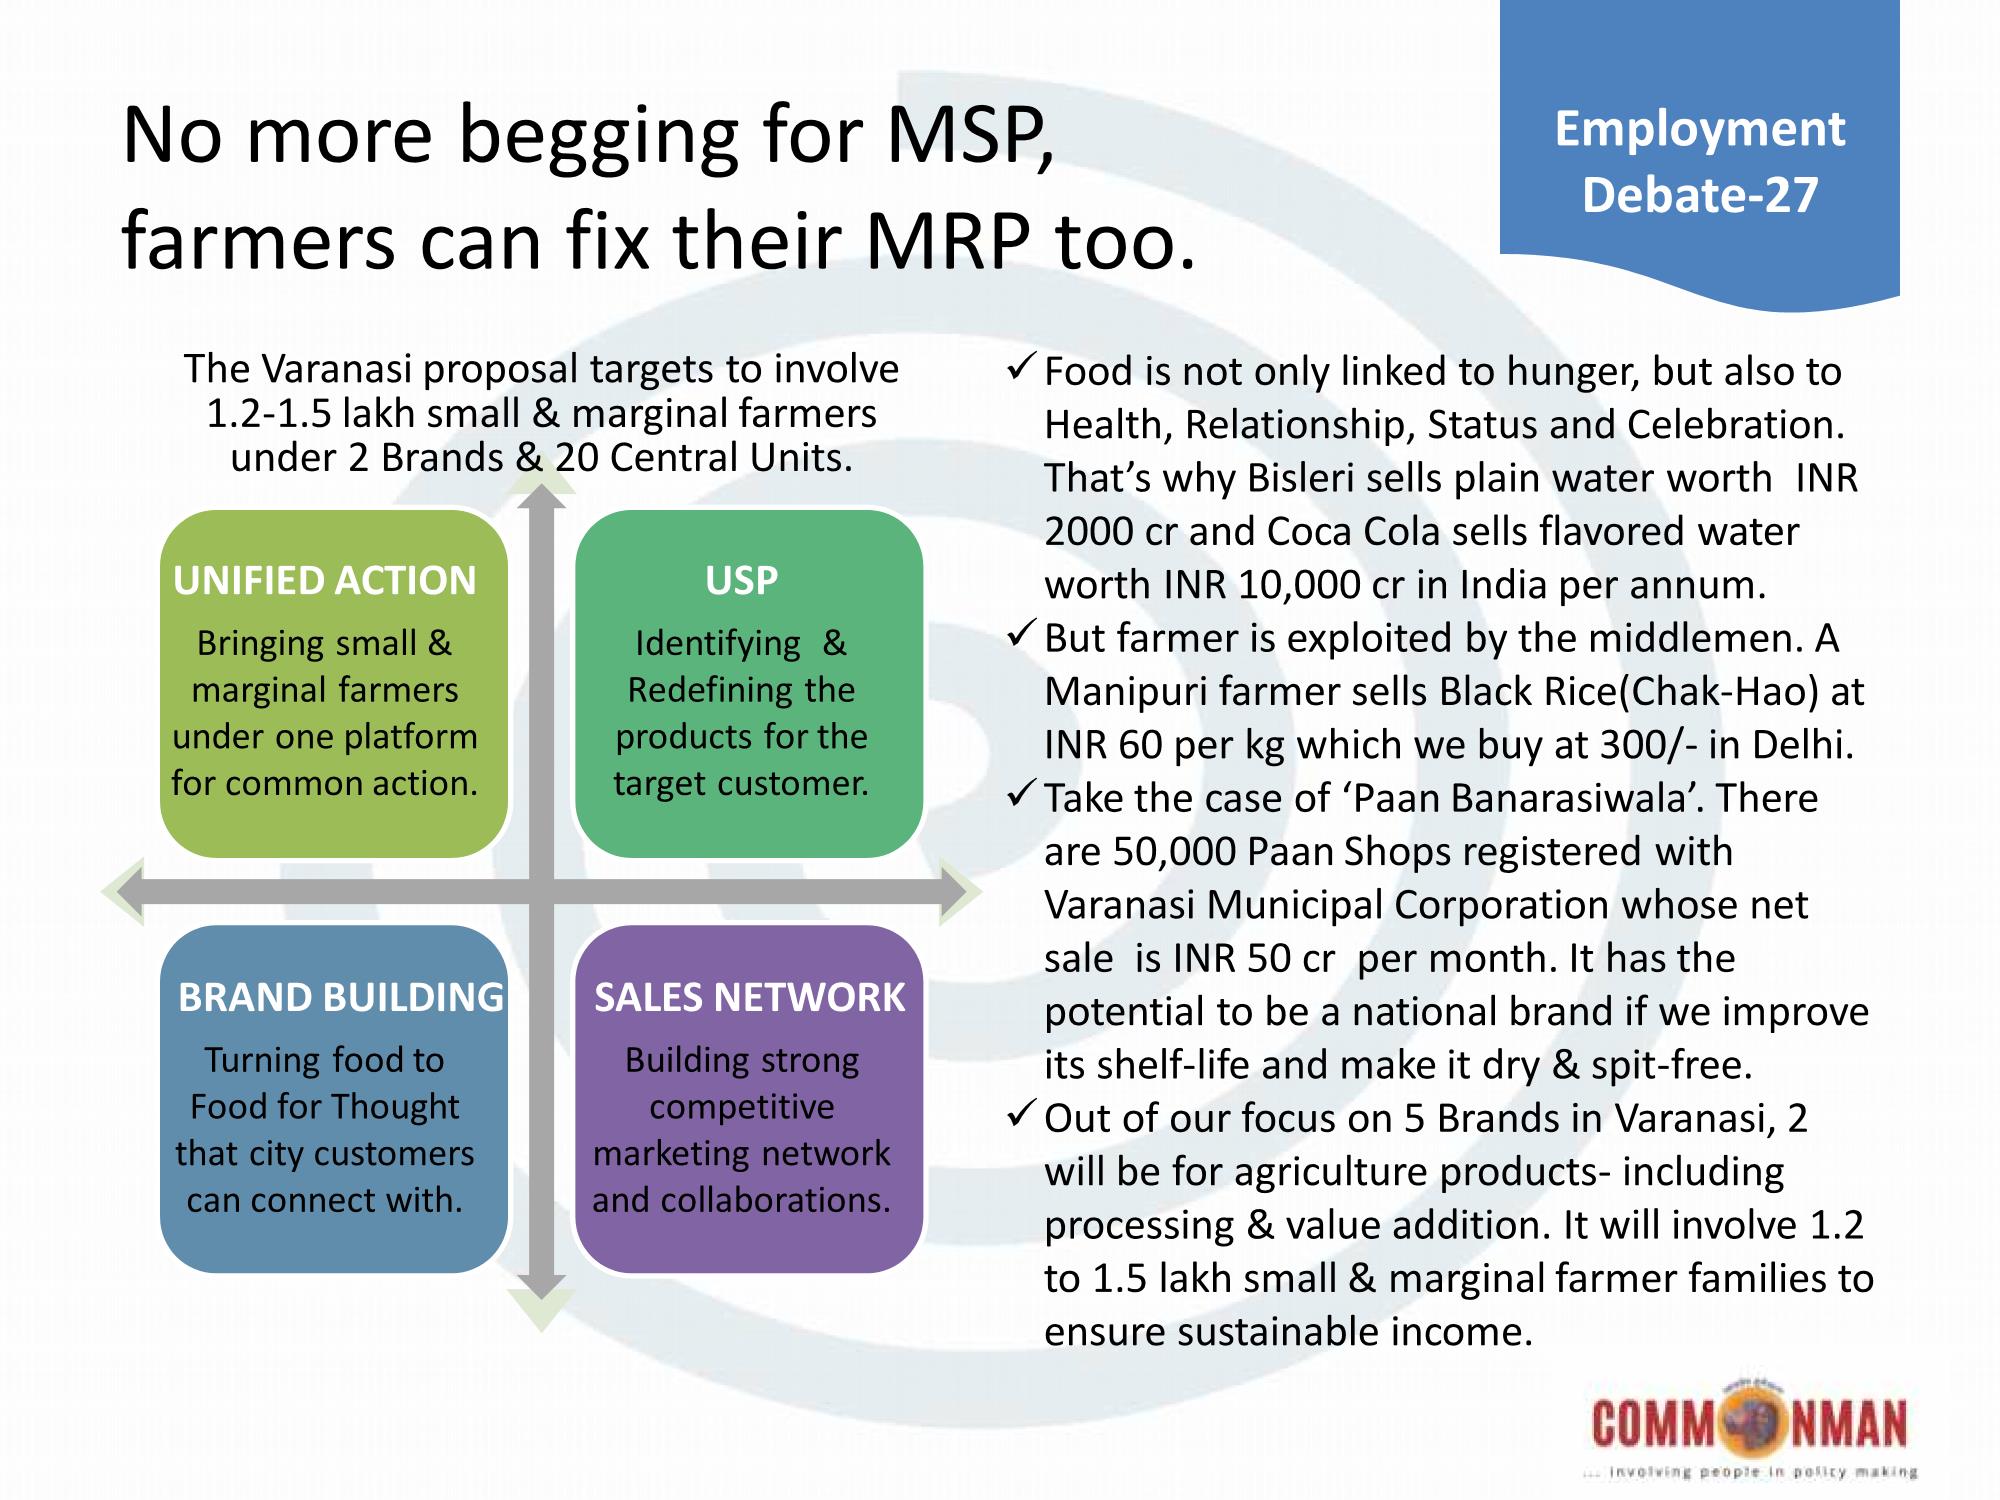 No more begging for MSP,
farmers can fix their MRP too.
Employment
Debate-27
The Varanasi proposal targets to involve
1.2-1.5 lakh small & marginal farmers
under 2 Brands & 20 Central Units.
UNIFIED ACTION
Bringing small &
marginal farmers
under one platform
for common action.
USP
Identifying &
Redefining the
products for the
target customer.
BRAND BUILDING
Turning food to
Food for Thought
that city customers
can connect with.
SALES NETWORK
Building strong
competitive
marketing network
and collaborations.
✓ Food is not only linked to hunger, but also to
Health, Relationship, Status and Celebration.
That’s why Bisleri sells plain water worth INR
2000 cr and Coca Cola sells flavored water
worth INR 10,000 cr in India per annum.
✓ But farmer is exploited by the middlemen. A
Manipuri farmer sells Black Rice(Chak-Hao) at
INR 60 per kg which we buy at 300/- in Delhi.
✓ Take the case of ‘Paan Banarasiwala’. There
are 50,000 Paan Shops registered with
Varanasi Municipal Corporation whose net
sale is INR 50 cr per month. It has the
potential to be a national brand if we improve
its shelf-life and make it dry & spit-free.
✓ Out of our focus on 5 Brands in Varanasi, 2
will be for agriculture products- including
processing & value addition. It will involve 1.2
to 1.5 lakh small & marginal farmer families to
ensure sustainable income.
COMMONMAN
... involving people in policy making